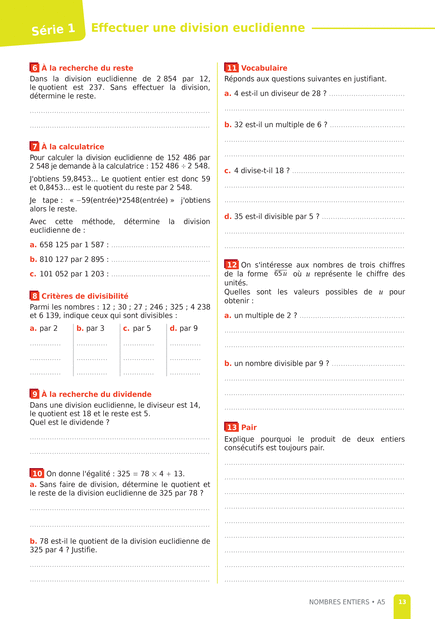 Série 1
Effectuer une division euclidienne
6 À la recherche du reste
Dans la division euclidienne de 2 854 par 12,
le quotient est 237. Sans effectuer la division,
détermine le reste.
7 À la calculatrice
Pour calculer la division euclidienne de 152 486 par
2 548 je demande à la calculatrice : 152 486 ÷ 2 548.
J'obtiens 59,8453... Le quotient entier est donc 59
et 0,8453... est le quotient du reste par 2 548.
Je tape : « −59(entrée)*2548(entrée) » j'obtiens
alors le reste.
Avec cette méthode, détermine la division
euclidienne de :
a. 658 125 par 1 587 :
b. 810 127 par 2 895 :
c. 101 052 par 1 203 :
8 Critères de divisibilité
Parmi les nombres : 12 ; 30 ; 27 ; 246 ; 325 ; 4 238
et 6 139, indique ceux qui sont divisibles :
a. par 2 b. par 3 c. par 5 d. par 9
9 À la recherche du dividende
Dans une division euclidienne, le diviseur est 14,
le quotient est 18 et le reste est 5.
Quel est le dividende ?
10 On donne l'égalité : 325 = 78 × 4 + 13.
a. Sans faire de division, détermine le quotient et
le reste de la division euclidienne de 325 par 78 ?
b. 78 est-il le quotient de la division euclidienne de
325 par 4 ? Justifie.
11 Vocabulaire
Réponds aux questions suivantes en justifiant.
a. 4 est-il un diviseur de 28 ?
b. 32 est-il un multiple de 6 ?
c. 4 divise-t-il 18 ?
d. 35 est-il divisible par 5 ?
12 On s'intéresse aux nombres de trois chiffres
de la forme 65u où u représente le chiffre des
unités.
Quelles sont les valeurs possibles de u pour
obtenir :
a. un multiple de 2 ?
b. un nombre divisible par 9 ?
13 Pair
Explique pourquoi le produit de deux entiers
consécutifs est toujours pair.
NOMBRES ENTIERS • A5 13